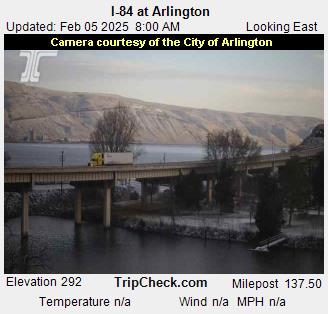 I-84 at Arlington
Updated: Feb 05 2025 8:00 AM Looking East
Camera courtesy of the City of Arlington
Elevation 292 TripCheck.com Milepost 137.50
Temperature n/a Wind n/a MPH n/a